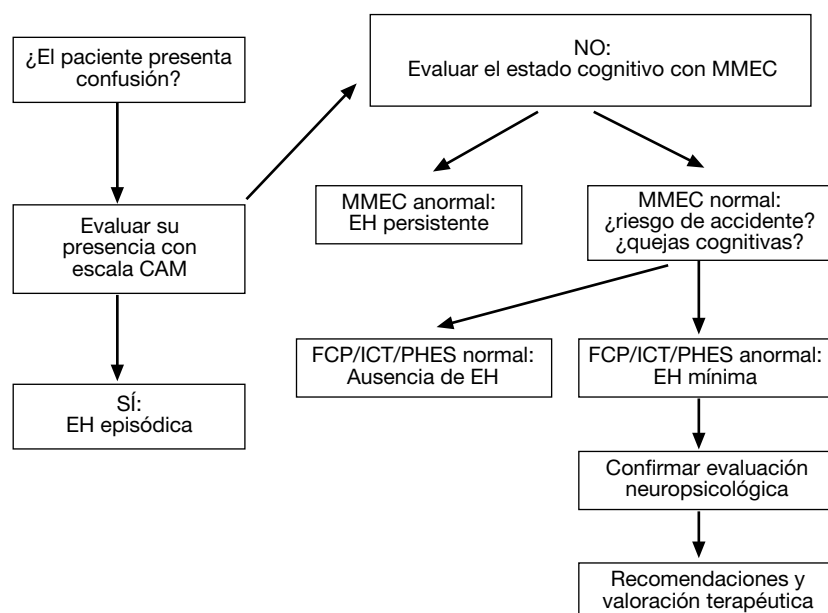 ¿El paciente presenta
confusión?
Evaluar su
presencia con
escala CAM
SÍ:
EH episódica
NO:
Evaluar el estado cognitivo con MMEC
MMEC anormal:
EH persistente
MMEC normal:
¿riesgo de accidente?
¿quejas cognitivas?
FCP/ICT/PHES normal:
Ausencia de EH
FCP/ICT/PHES anormal:
EH mínima
Confirmar evaluación
neuropsicológica
Recomendaciones y
valoración terapéutica